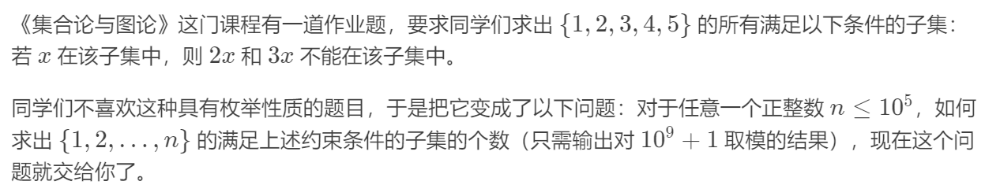 《集合论与图论》这门课程有一道作业题，要求同学们求出 {1, 2, 3, 4, 5} 的所有满足以下条件的子集：
若 x 在该子集中，则 2x 和 3x 不能在该子集中。
同学们不喜欢这种具有枚举性质的题目，于是把它变成了以下问题：对于任意一个正整数 n ≤ 10⁵，如何
求出 {1, 2, . . . , n} 的满足上述约束条件的子集的个数（只需输出对 10⁹ + 1 取模的结果），现在这个问
题就交给你了。